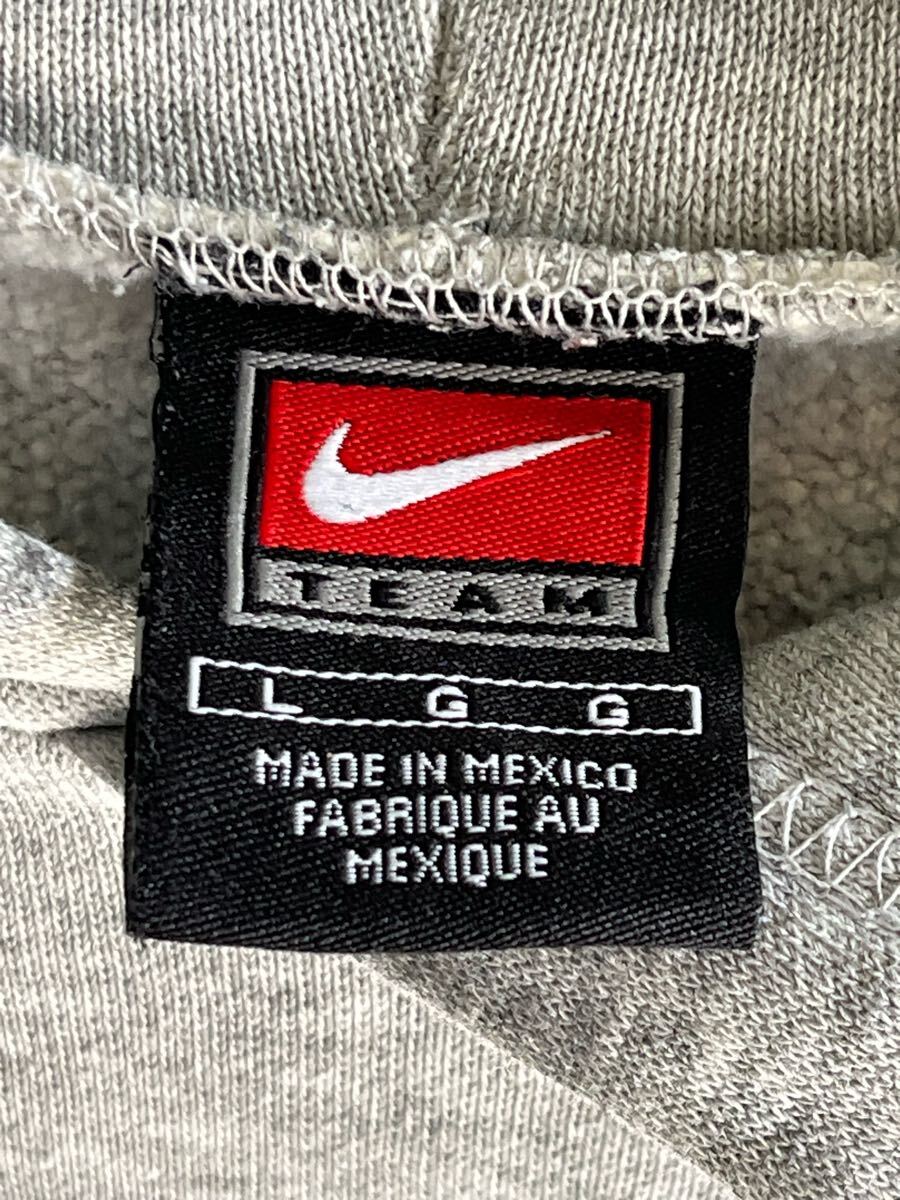 TEAM
L G G
MADE IN MEXICO
FABRIQUE AU
MEXIQUE